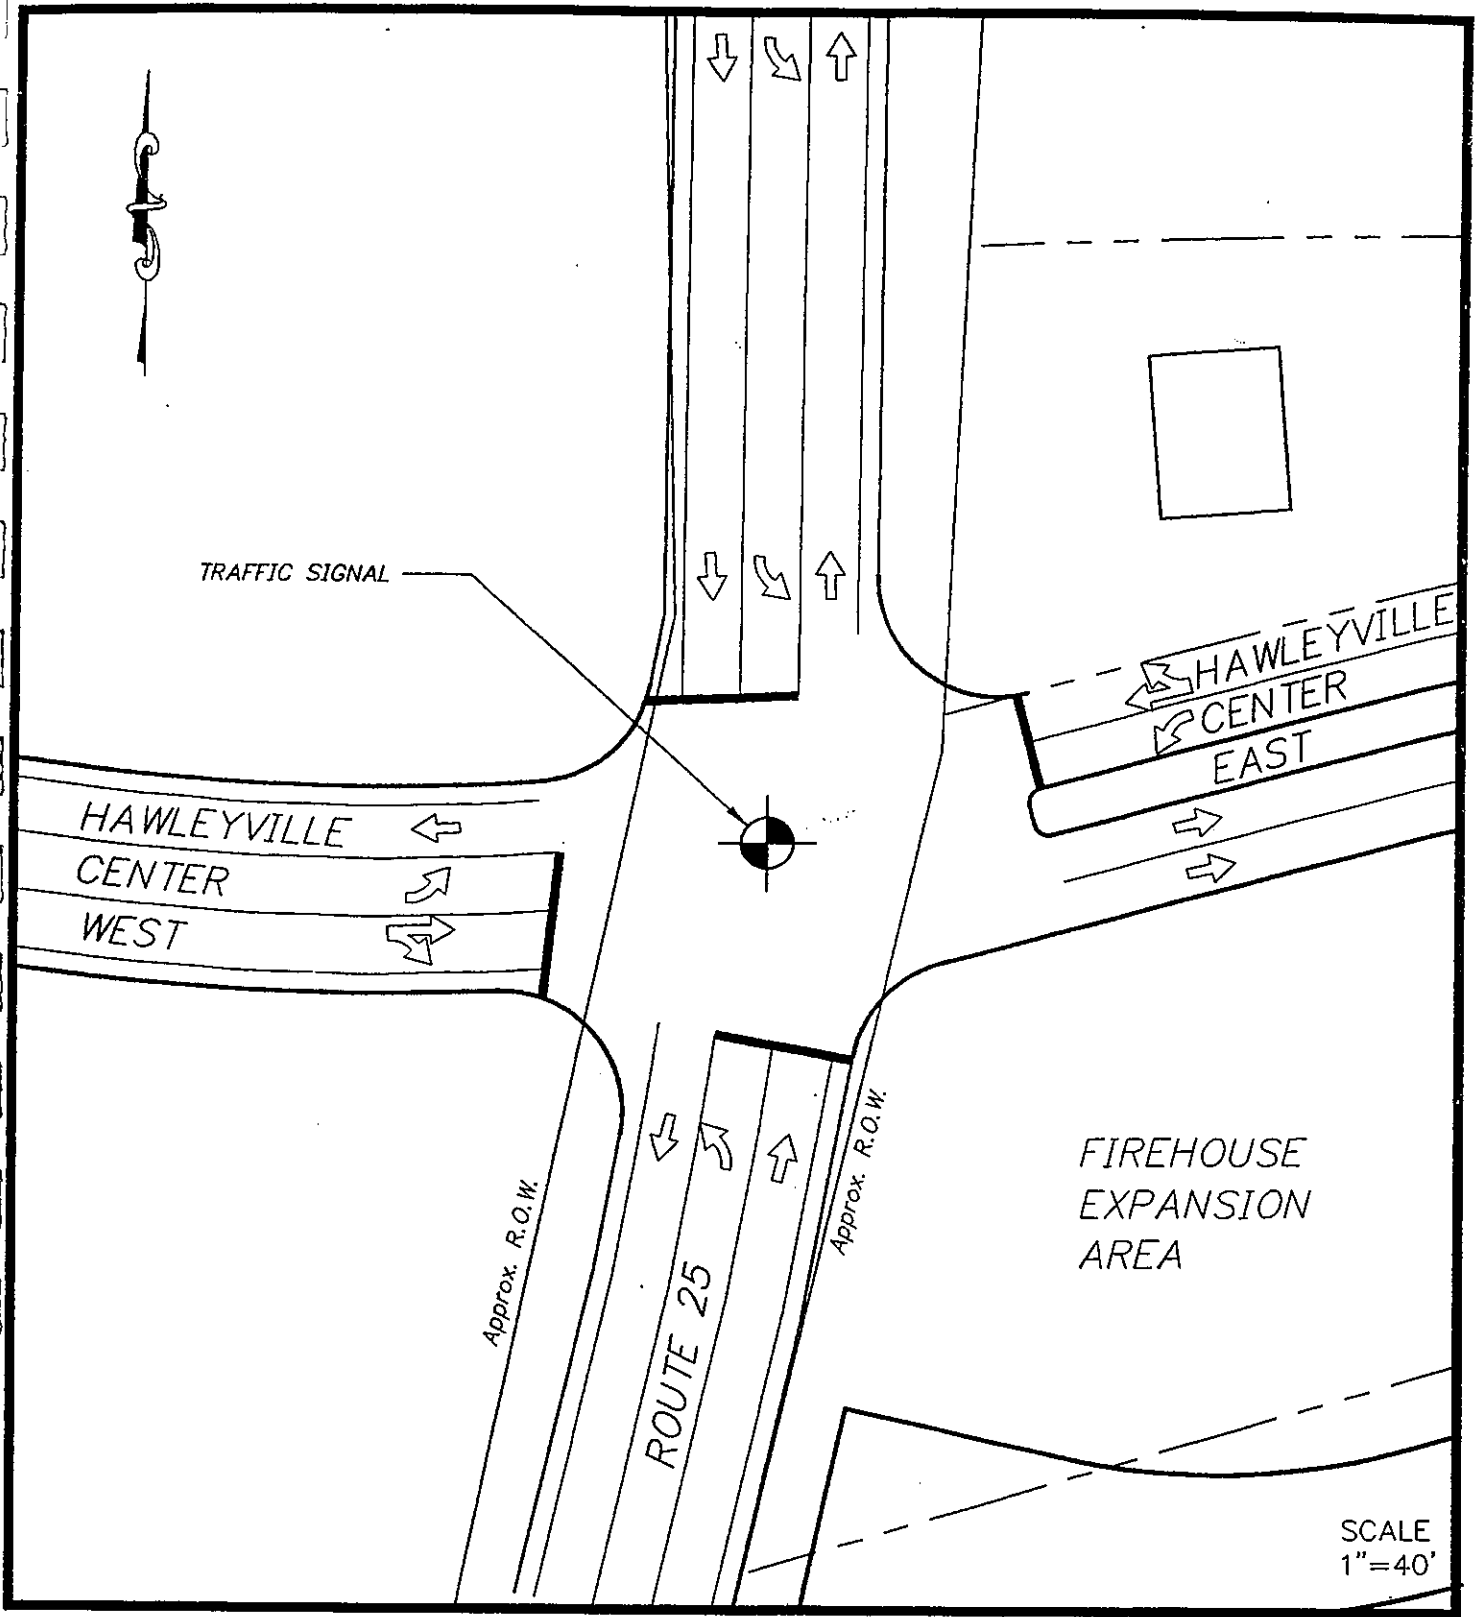 TRAFFIC SIGNAL
HAWLEYVILLE
CENTER
EAST
HAWLEYVILLE
CENTER
WEST
Approx. R.O.W.
Approx. R.O.W.
ROUTE 25
FIREHOUSE
EXPANSION
AREA
SCALE
1"=40'